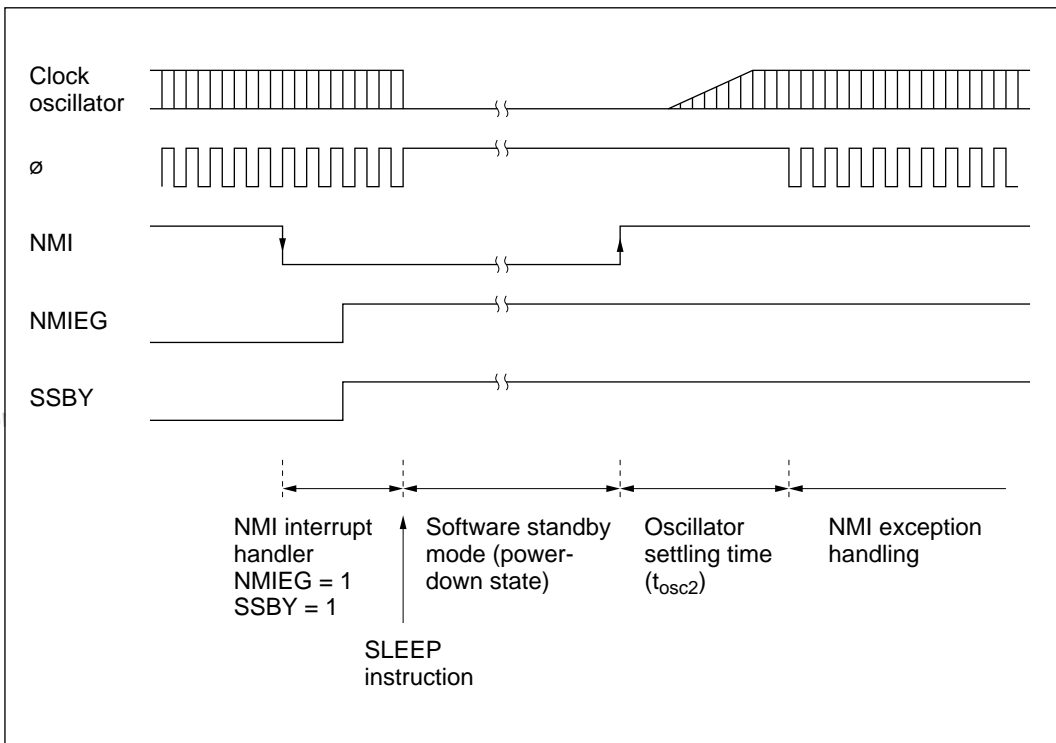 Clock
oscillator
ø
NMI
NMIEG
SSBY
NMI interrupt
handler
NMIEG = 1
SSBY = 1
Software standby
mode (power-
down state)
Oscillator
settling time
(tosc2)
NMI exception
handling
SLEEP
instruction